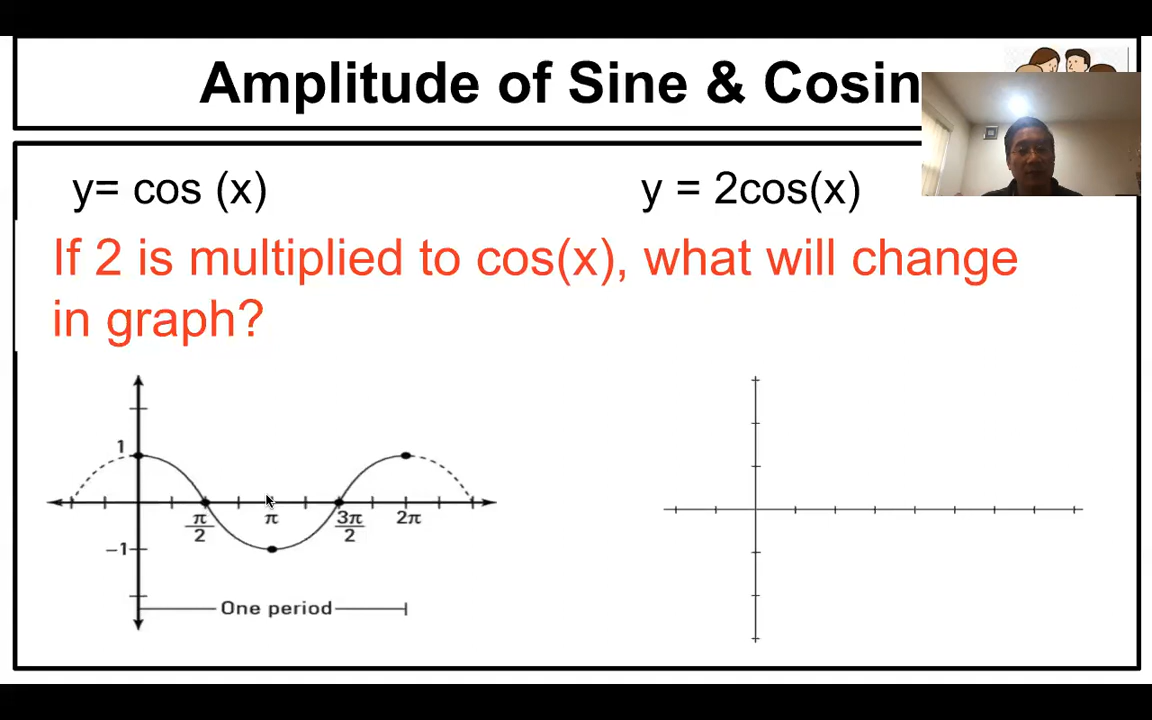 Amplitude of Sine & Cosin
y= cos (x)
y = 2cos(x)
If 2 is multiplied to cos(x), what will change
in graph?
1
π/2
π
3π/2
2π
-1
One period